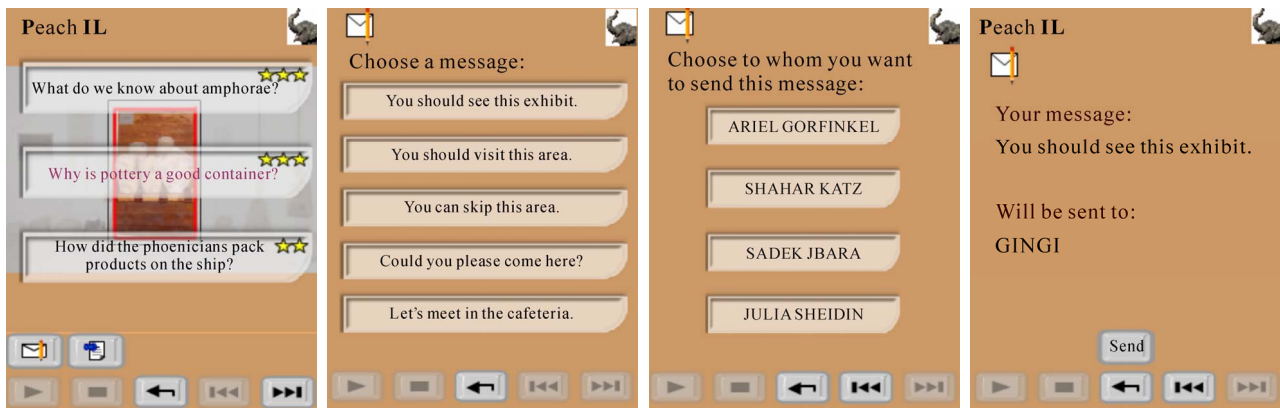 Peach IL
What do we know about amphorae?
Why is pottery a good container?
How did the phoenicians pack
products on the ship?
Choose a message:
You should see this exhibit.
You should visit this area.
You can skip this area.
Could you please come here?
Let's meet in the cafeteria.
Choose to whom you want
to send this message:
ARIEL GORFINKEL
SHAHAR KATZ
SADEK JBARA
JULIA SHEIDIN
Peach IL
Your message:
You should see this exhibit.
Will be sent to:
GINGI
Send